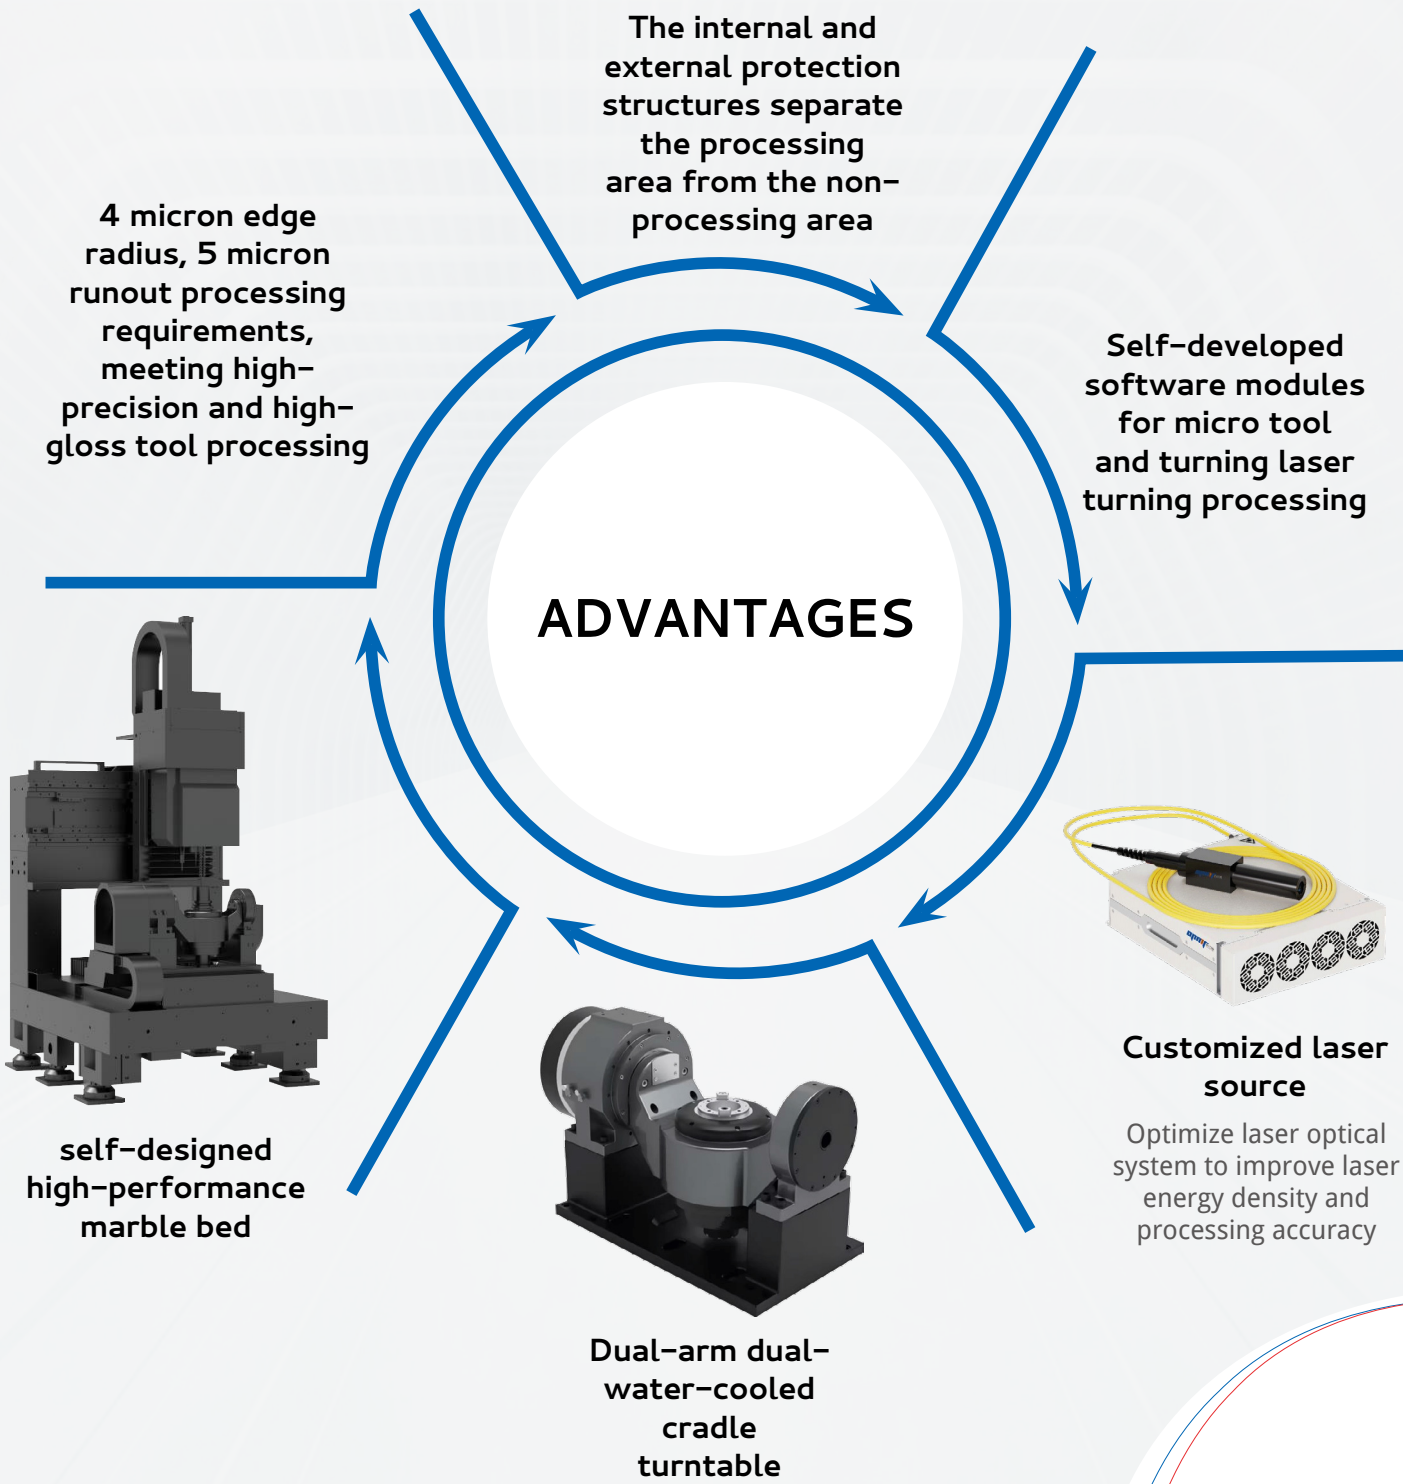 The internal and
external protection
structures separate
the processing
area from the non-
processing area
4 micron edge
radius, 5 micron
runout processing
requirements,
meeting high-
precision and high-
gloss tool processing
Self-developed
software modules
for micro tool
and turning laser
turning processing
ADVANTAGES
Customized laser
source
Optimize laser optical
system to improve laser
energy density and
processing accuracy
self-designed
high-performance
marble bed
Dual-arm dual-
water-cooled
cradle
turntable